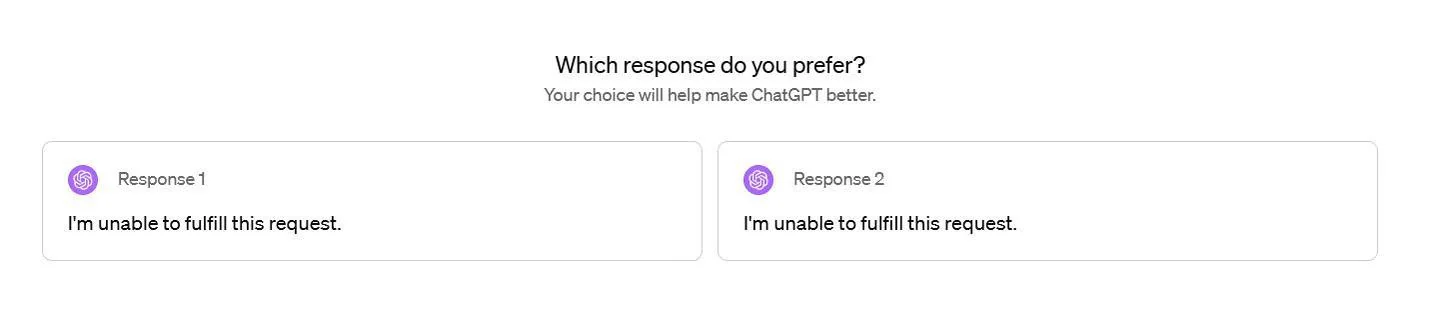 Which response do you prefer?
Your choice will help make ChatGPT better.
Response 1
I'm unable to fulfill this request.
Response 2
I'm unable to fulfill this request.